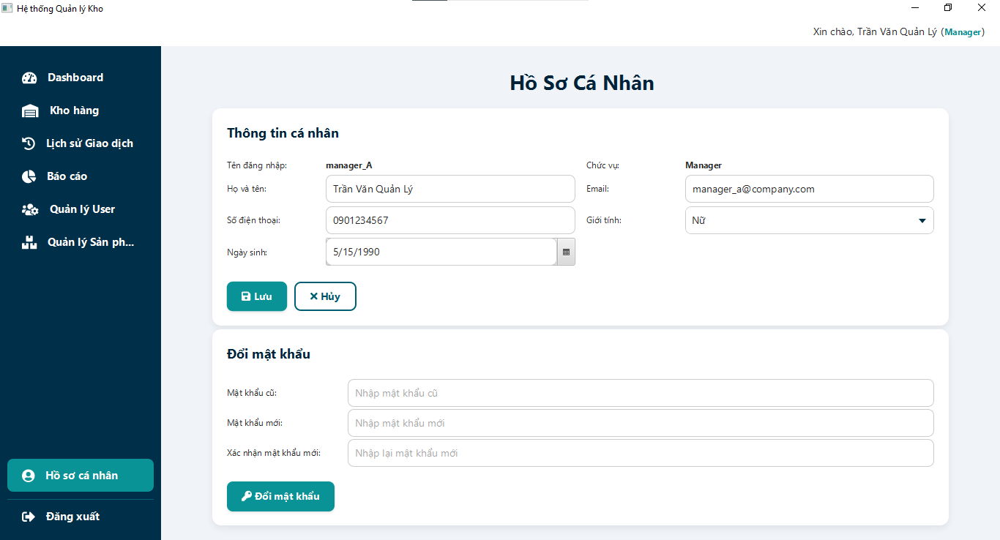 Hệ thống Quản lý Kho
Xin chào, Trần Văn Quản Lý (Manager)
Dashboard
Kho hàng
Lịch sử Giao dịch
Báo cáo
Quản lý User
Quản lý Sản ph...
Hồ sơ cá nhân
Đăng xuất
Hồ Sơ Cá Nhân
Thông tin cá nhân
Tên đăng nhập: manager_A Chức vụ: Manager
Họ và tên: Trần Văn Quản Lý Email: manager_a@company.com
Số điện thoại: 0901234567 Giới tính: Nữ
Ngày sinh: 5/15/1990
Lưu Hủy
Đổi mật khẩu
Mật khẩu cũ: Nhập mật khẩu cũ
Mật khẩu mới: Nhập mật khẩu mới
Xác nhận mật khẩu mới: Nhập lại mật khẩu mới
Đổi mật khẩu